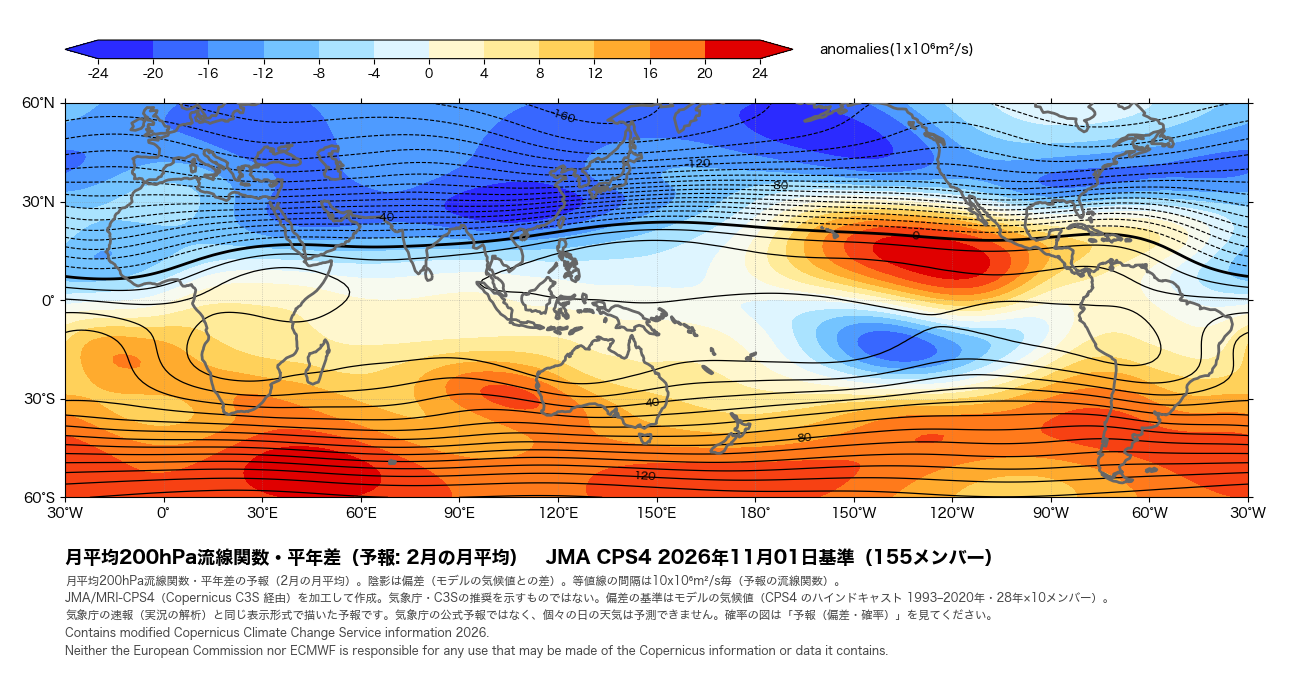 anomalies(1x10⁶m²/s)
-24 -20 -16 -12 -8 -4 0 4 8 12 16 20 24
60°N
30°N
0°
30°S
60°S
160
120
80
40
0
40
80
120
30°W 0° 30°E 60°E 90°E 120°E 150°E 180° 150°W 120°W 90°W 60°W 30°W
月平均200hPa流線関数・平年差（予報: 2月の月平均） JMA CPS4 2026年11月01日基準（155メンバー）
月平均200hPa流線関数・平年差の予報（2月の月平均）。陰影は偏差（モデルの気候値との差）。等値線の間隔は10x10⁶m²/s毎（予報の流線関数）。
JMA/MRI-CPS4（Copernicus C3S 経由）を加工して作成。気象庁・C3Sの推奨を示すものではない。偏差の基準はモデルの気候値（CPS4 のハインドキャスト 1993–2020年・28年×10メンバー）。
気象庁の速報（実況の解析）と同じ表示形式で描いた予報です。気象庁の公式予報ではなく、個々の日の天気は予測できません。確率の図は「予報（偏差・確率）」を見てください。
Contains modified Copernicus Climate Change Service information 2026.
Neither the European Commission nor ECMWF is responsible for any use that may be made of the Copernicus information or data it contains.